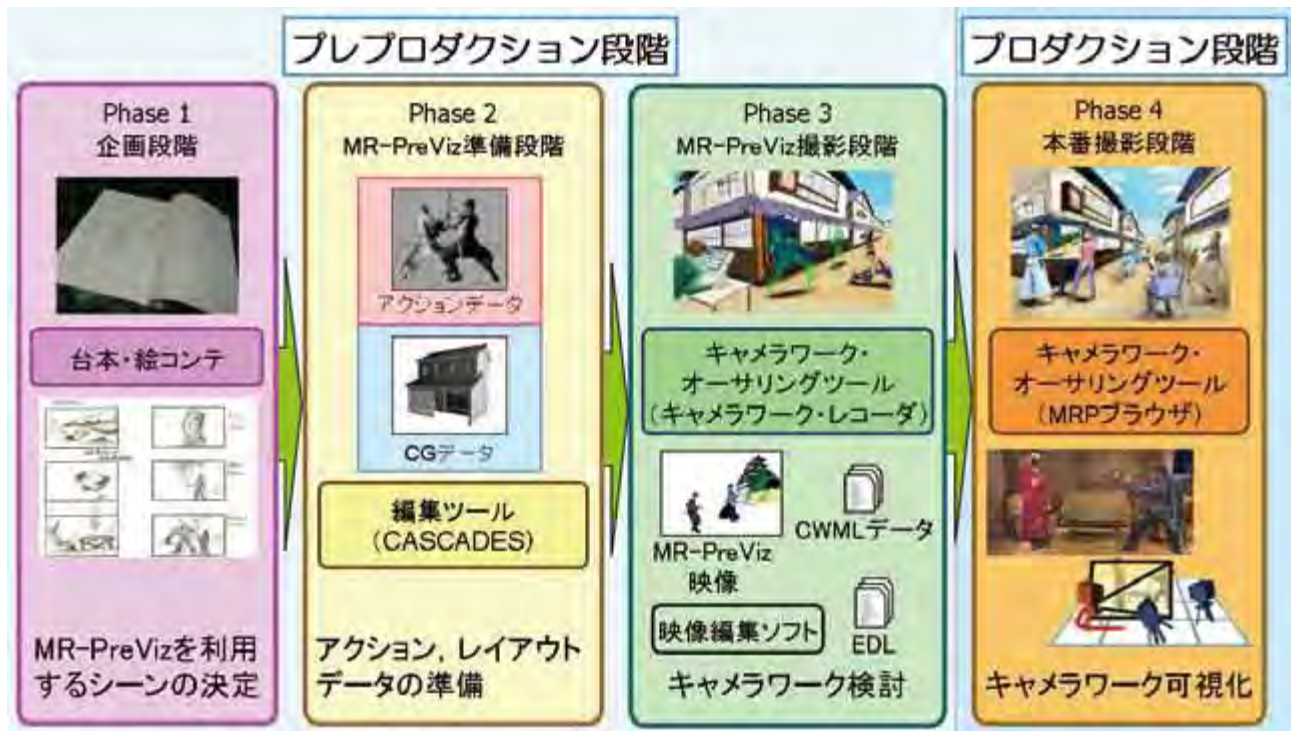 プレプロダクション段階
プロダクション段階
Phase 1
企画段階
台本・絵コンテ
MR-PreVizを利用
するシーンの決定
Phase 2
MR-PreViz準備段階
アクションデータ
CGデータ
編集ツール
(CASCADES)
アクション, レイアウト
データの準備
Phase 3
MR-PreViz撮影段階
キャメラワーク・
オーサリングツール
(キャメラワーク・レコーダ)
MR-PreViz
映像
CWMLデータ
映像編集ソフト
EDL
キャメラワーク検討
Phase 4
本番撮影段階
キャメラワーク・
オーサリングツール
(MRPブラウザ)
キャメラワーク可視化